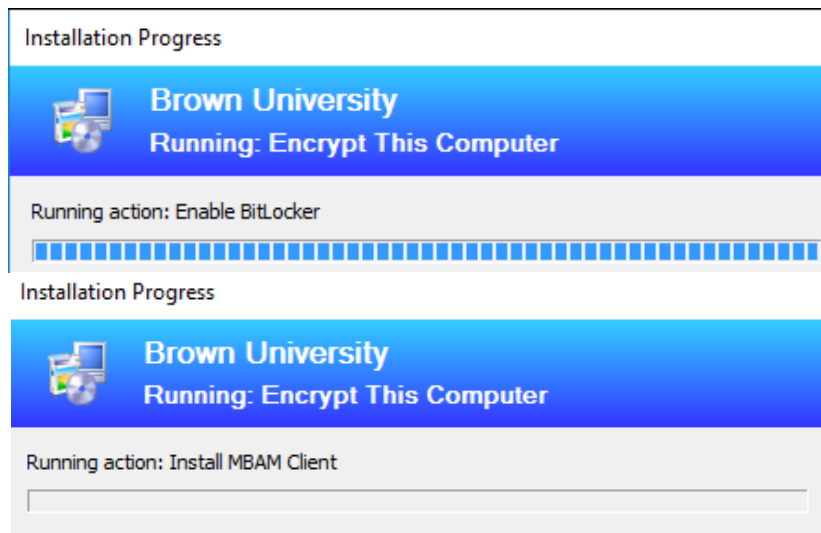 Installation Progress
Brown University
Running: Encrypt This Computer
Running action: Enable BitLocker
Installation Progress
Brown University
Running: Encrypt This Computer
Running action: Install MBAM Client